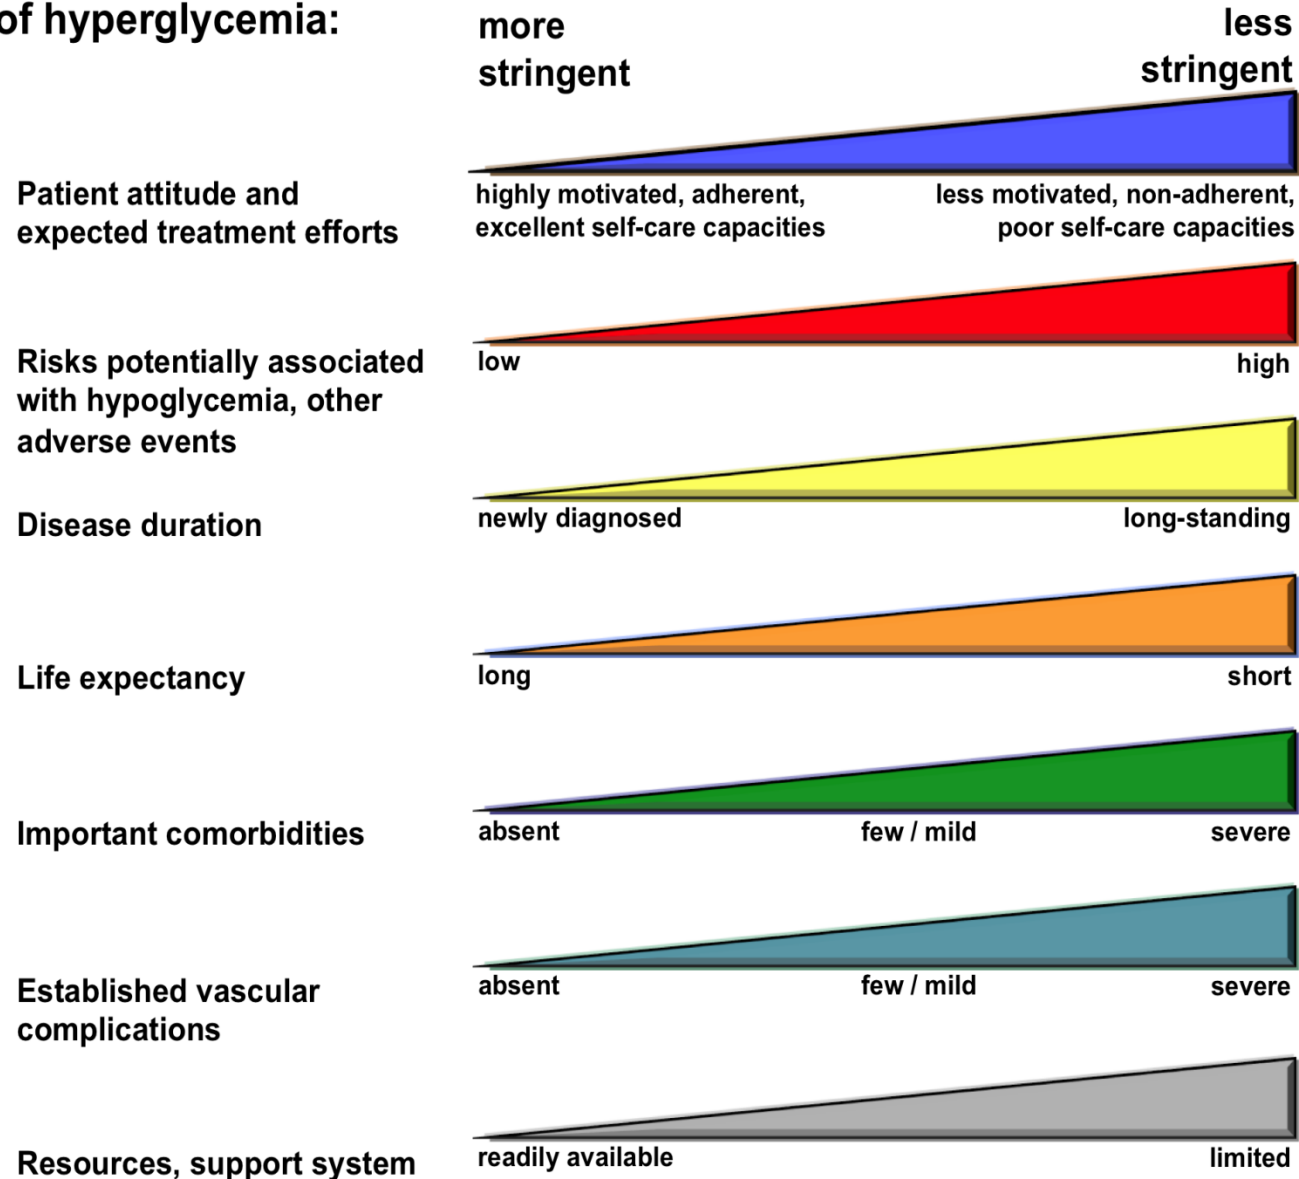 of hyperglycemia:
more
stringent
less
stringent
Patient attitude and
expected treatment efforts
highly motivated, adherent,
excellent self-care capacities
less motivated, non-adherent,
poor self-care capacities
Risks potentially associated
with hypoglycemia, other
adverse events
low
high
Disease duration
newly diagnosed
long-standing
Life expectancy
long
short
Important comorbidities
absent
few / mild
severe
Established vascular
complications
absent
few / mild
severe
Resources, support system
readily available
limited